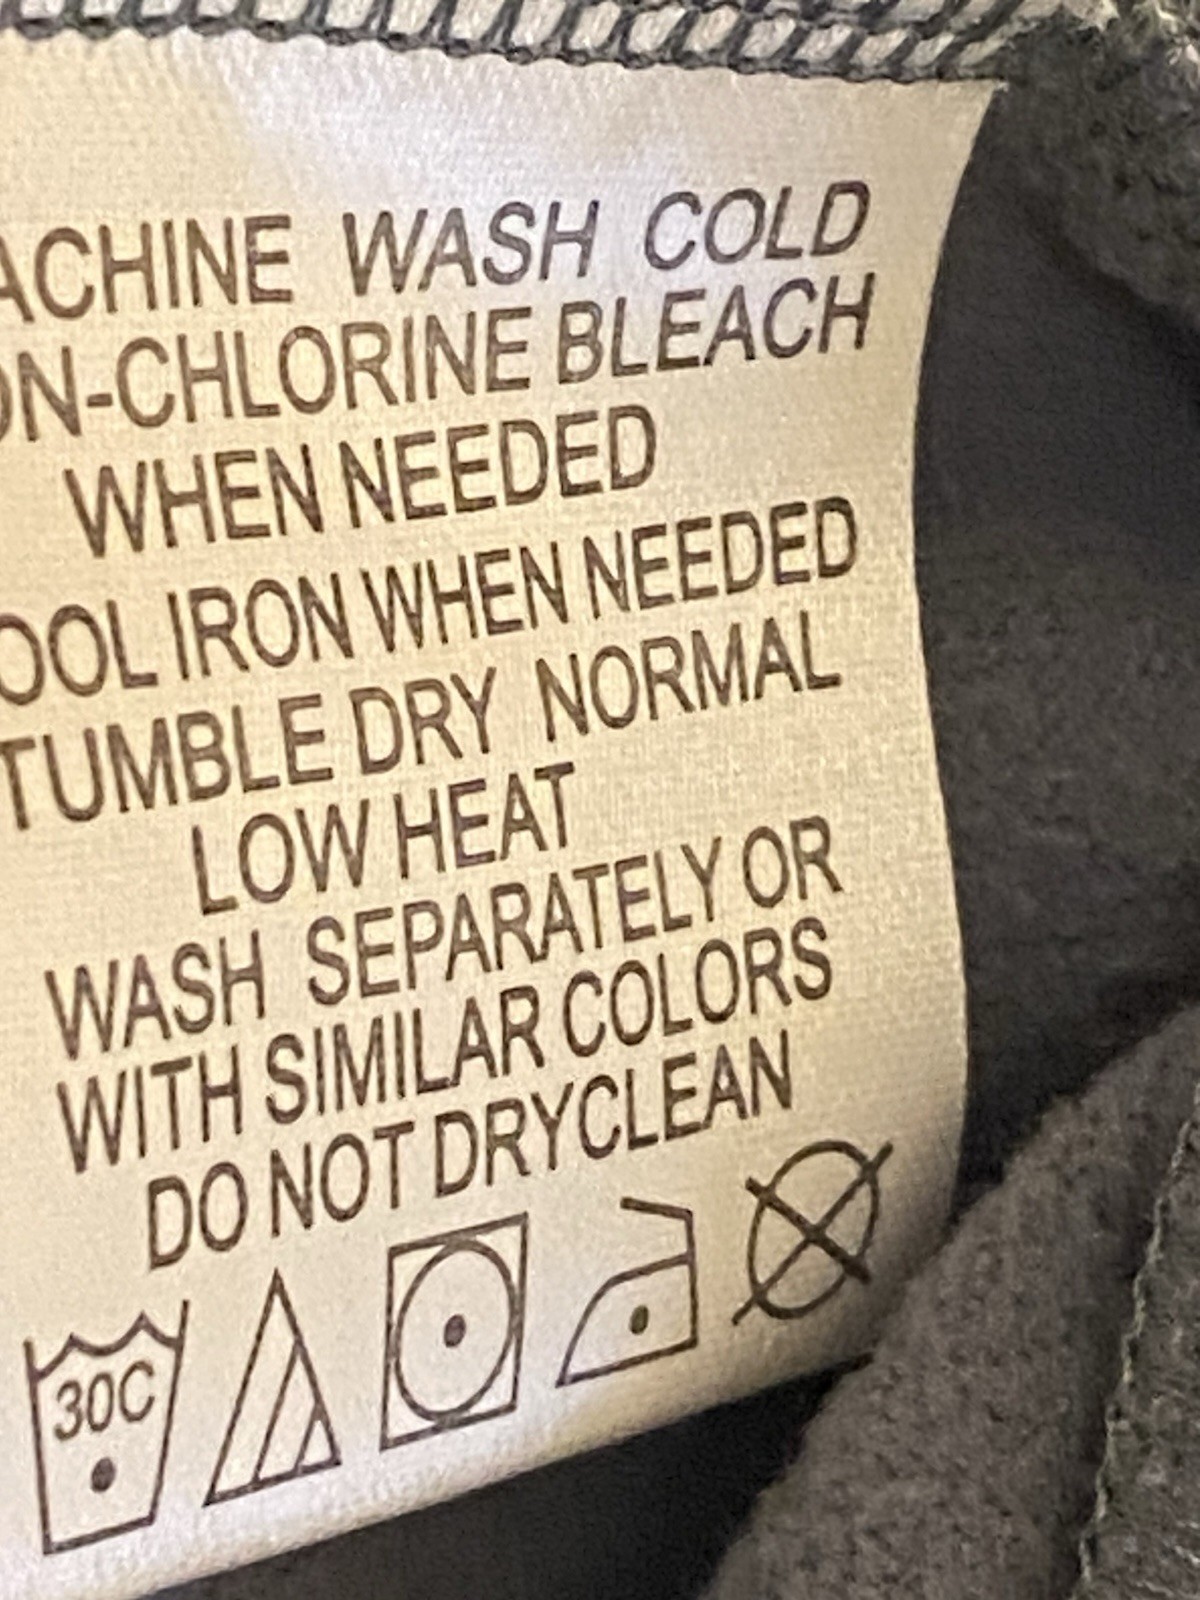 ACHINE WASH COLD
ON-CHLORINE BLEACH
WHEN NEEDED
OOL IRON WHEN NEEDED
TUMBLE DRY NORMAL
LOW HEAT
WASH SEPARATELY OR
WITH SIMILAR COLORS
DO NOT DRYCLEAN
30C